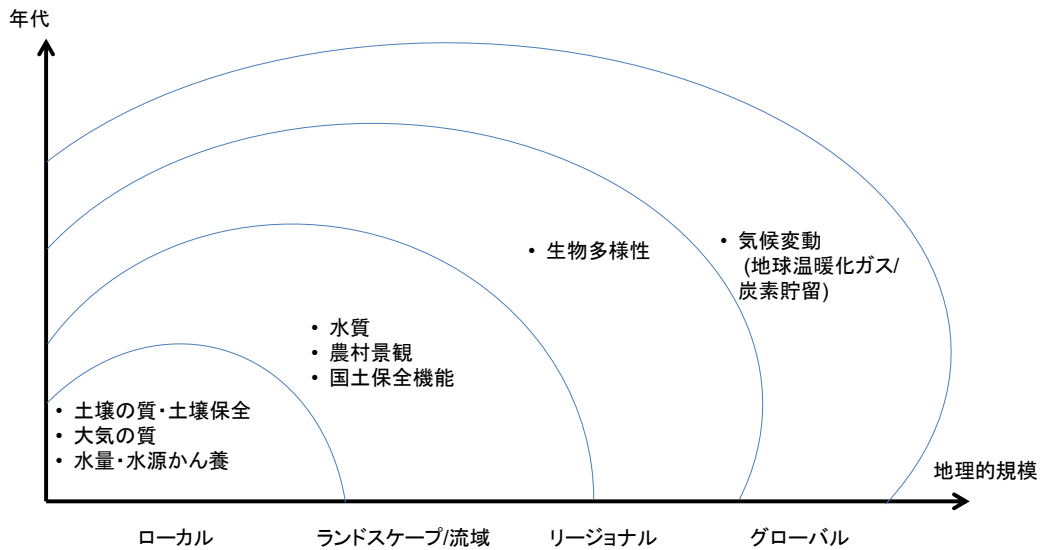 年代
• 気候変動
(地球温暖化ガス/
炭素貯留)
• 生物多様性
• 水質
• 農村景観
• 国土保全機能
• 土壌の質・土壌保全
• 大気の質
• 水量・水源かん養
地理的規模
ローカル ランドスケープ/流域 リージョナル グローバル